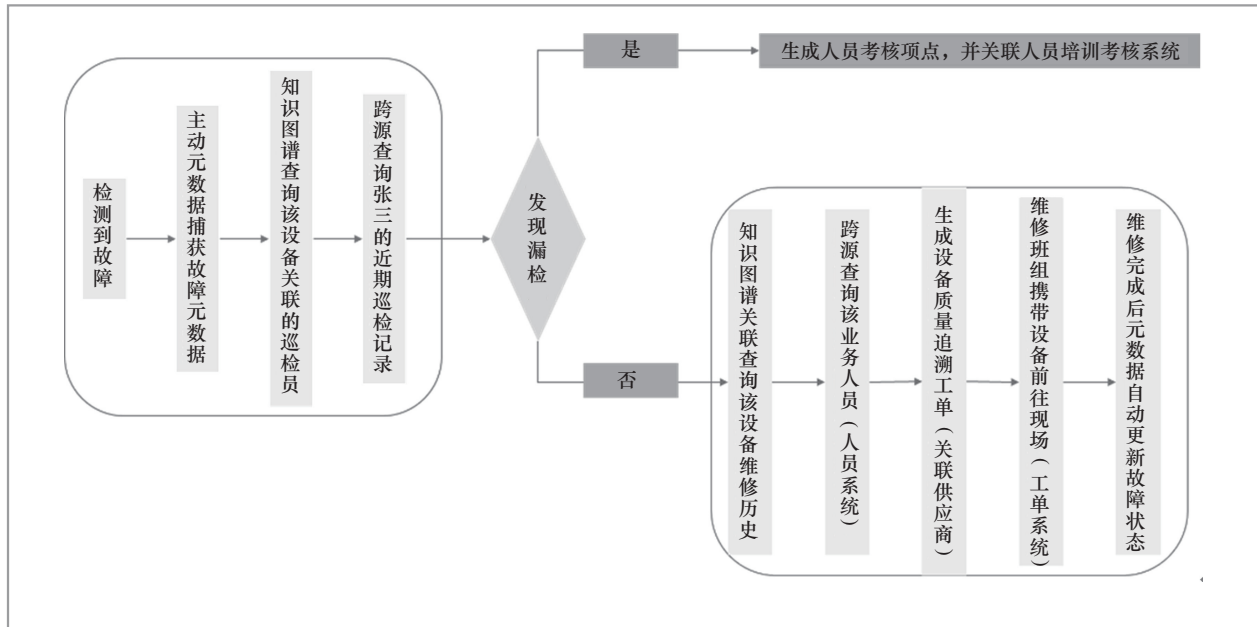 检测到故障
主动元数据捕获故障元数据
知识图谱查询该设备关联的巡检员
跨源查询张三的近期巡检记录
发现漏检
是
生成人员考核项点，并关联人员培训考核系统
否
知识图谱关联查询该设备维修历史
跨源查询该业务人员（人员系统）
生成设备质量追溯工单（关联供应商）
维修班组携带设备前往现场（工单系统）
维修完成后元数据自动更新故障状态